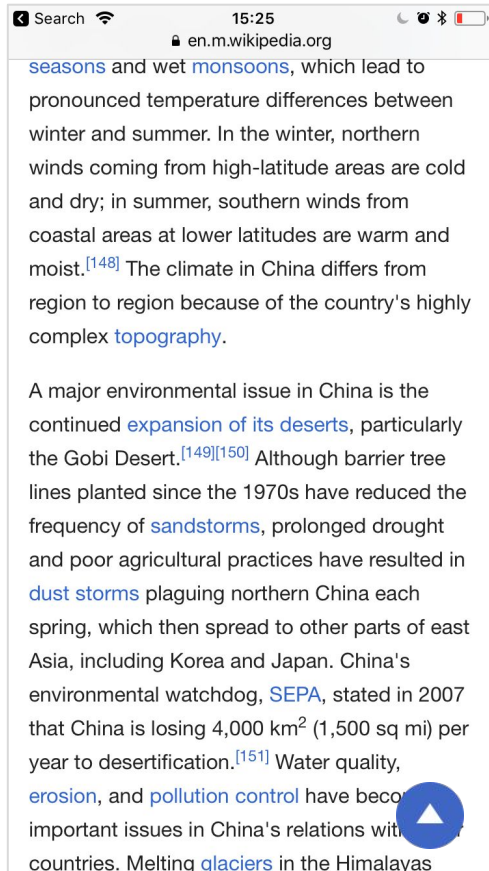 Search
15:25
en.m.wikipedia.org
seasons and wet monsoons, which lead to
pronounced temperature differences between
winter and summer. In the winter, northern
winds coming from high-latitude areas are cold
and dry; in summer, southern winds from
coastal areas at lower latitudes are warm and
moist.[148] The climate in China differs from
region to region because of the country's highly
complex topography.
A major environmental issue in China is the
continued expansion of its deserts, particularly
the Gobi Desert.[149][150] Although barrier tree
lines planted since the 1970s have reduced the
frequency of sandstorms, prolonged drought
and poor agricultural practices have resulted in
dust storms plaguing northern China each
spring, which then spread to other parts of east
Asia, including Korea and Japan. China's
environmental watchdog, SEPA, stated in 2007
that China is losing 4,000 km² (1,500 sq mi) per
year to desertification.[151] Water quality,
erosion, and pollution control have
important issues in China's relations
countries. Melting glaciers in the Himalayas